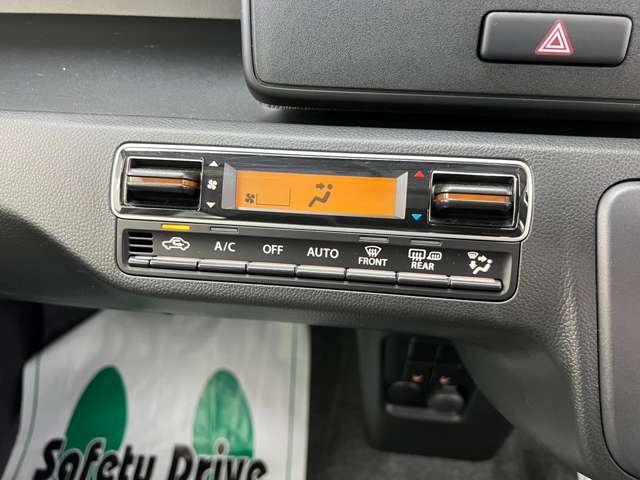 A/C OFF AUTO FRONT REAR
Safety Drive